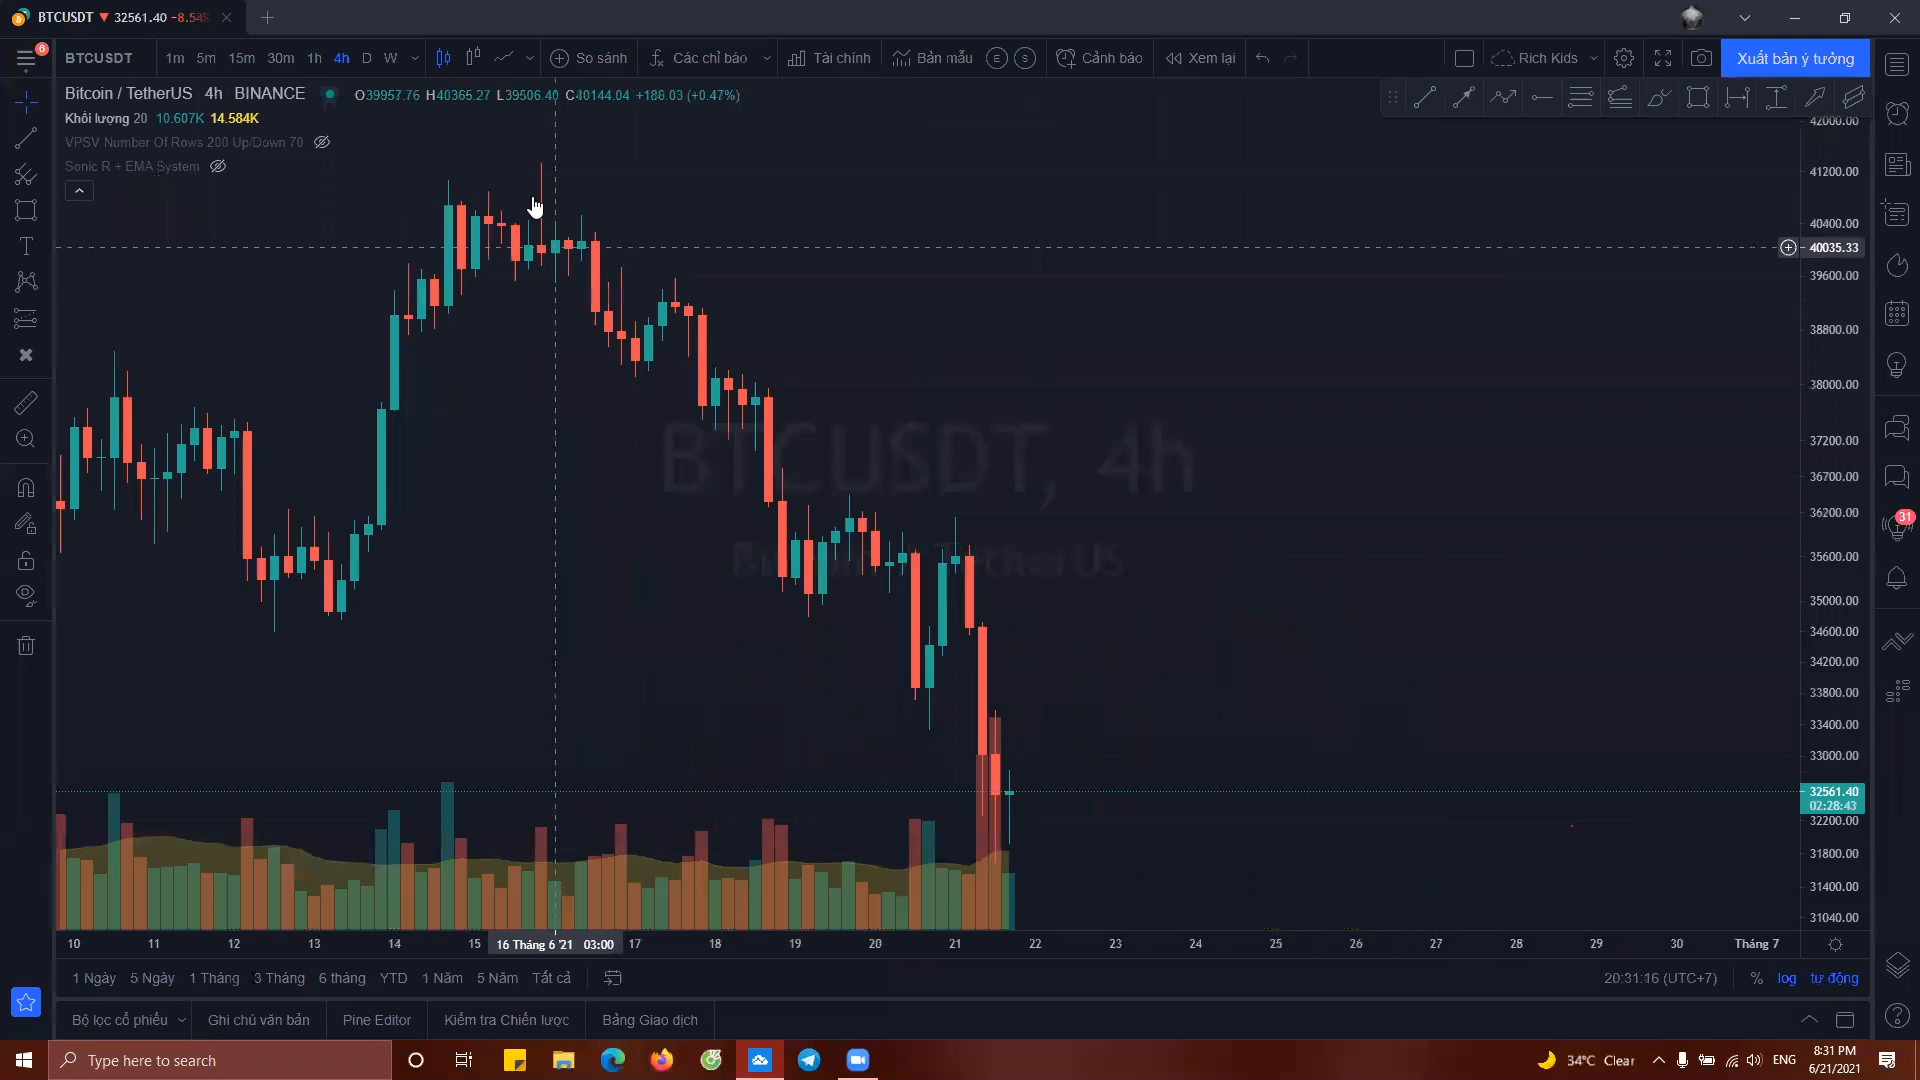 BTCUSDT ▼ 32561.40 -8.54%
6
BTCUSDT 1m 5m 15m 30m 1h 4h D W So sánh Các chỉ báo Tài chính Bản mẫu E S Cảnh báo Xem lại Rich Kids Xuất bản ý tưởng
Bitcoin / TetherUS 4h BINANCE O39957.76 H40365.27 L39506.40 C40144.04 +186.03 (+0.47%)
Khối lượng 20 10.607K 14.584K
VPSV Number Of Rows 200 Up/Down 70
Sonic R + EMA System
42000.00
41200.00
40400.00
40035.33
39600.00
38800.00
38000.00
37200.00
36700.00
36200.00
35600.00
35000.00
34600.00
34200.00
33800.00
33400.00
33000.00
32561.40
02:28:43
32200.00
31800.00
31400.00
31040.00
31
BTCUSDT, 4h
Bitcoin / TetherUS
10 11 12 13 14 15 16 Tháng 6 '21 03:00 17 18 19 20 21 22 23 24 25 26 27 28 29 30 Tháng 7
1 Ngày 5 Ngày 1 Tháng 3 Tháng 6 tháng YTD 1 Năm 5 Năm Tất cả 20:31:16 (UTC+7) % log tự động
Bộ lọc cổ phiếu Ghi chú văn bản Pine Editor Kiểm tra Chiến lược Bảng Giao dịch
Type here to search 34°C Clear ENG 8:31 PM
6/21/2021